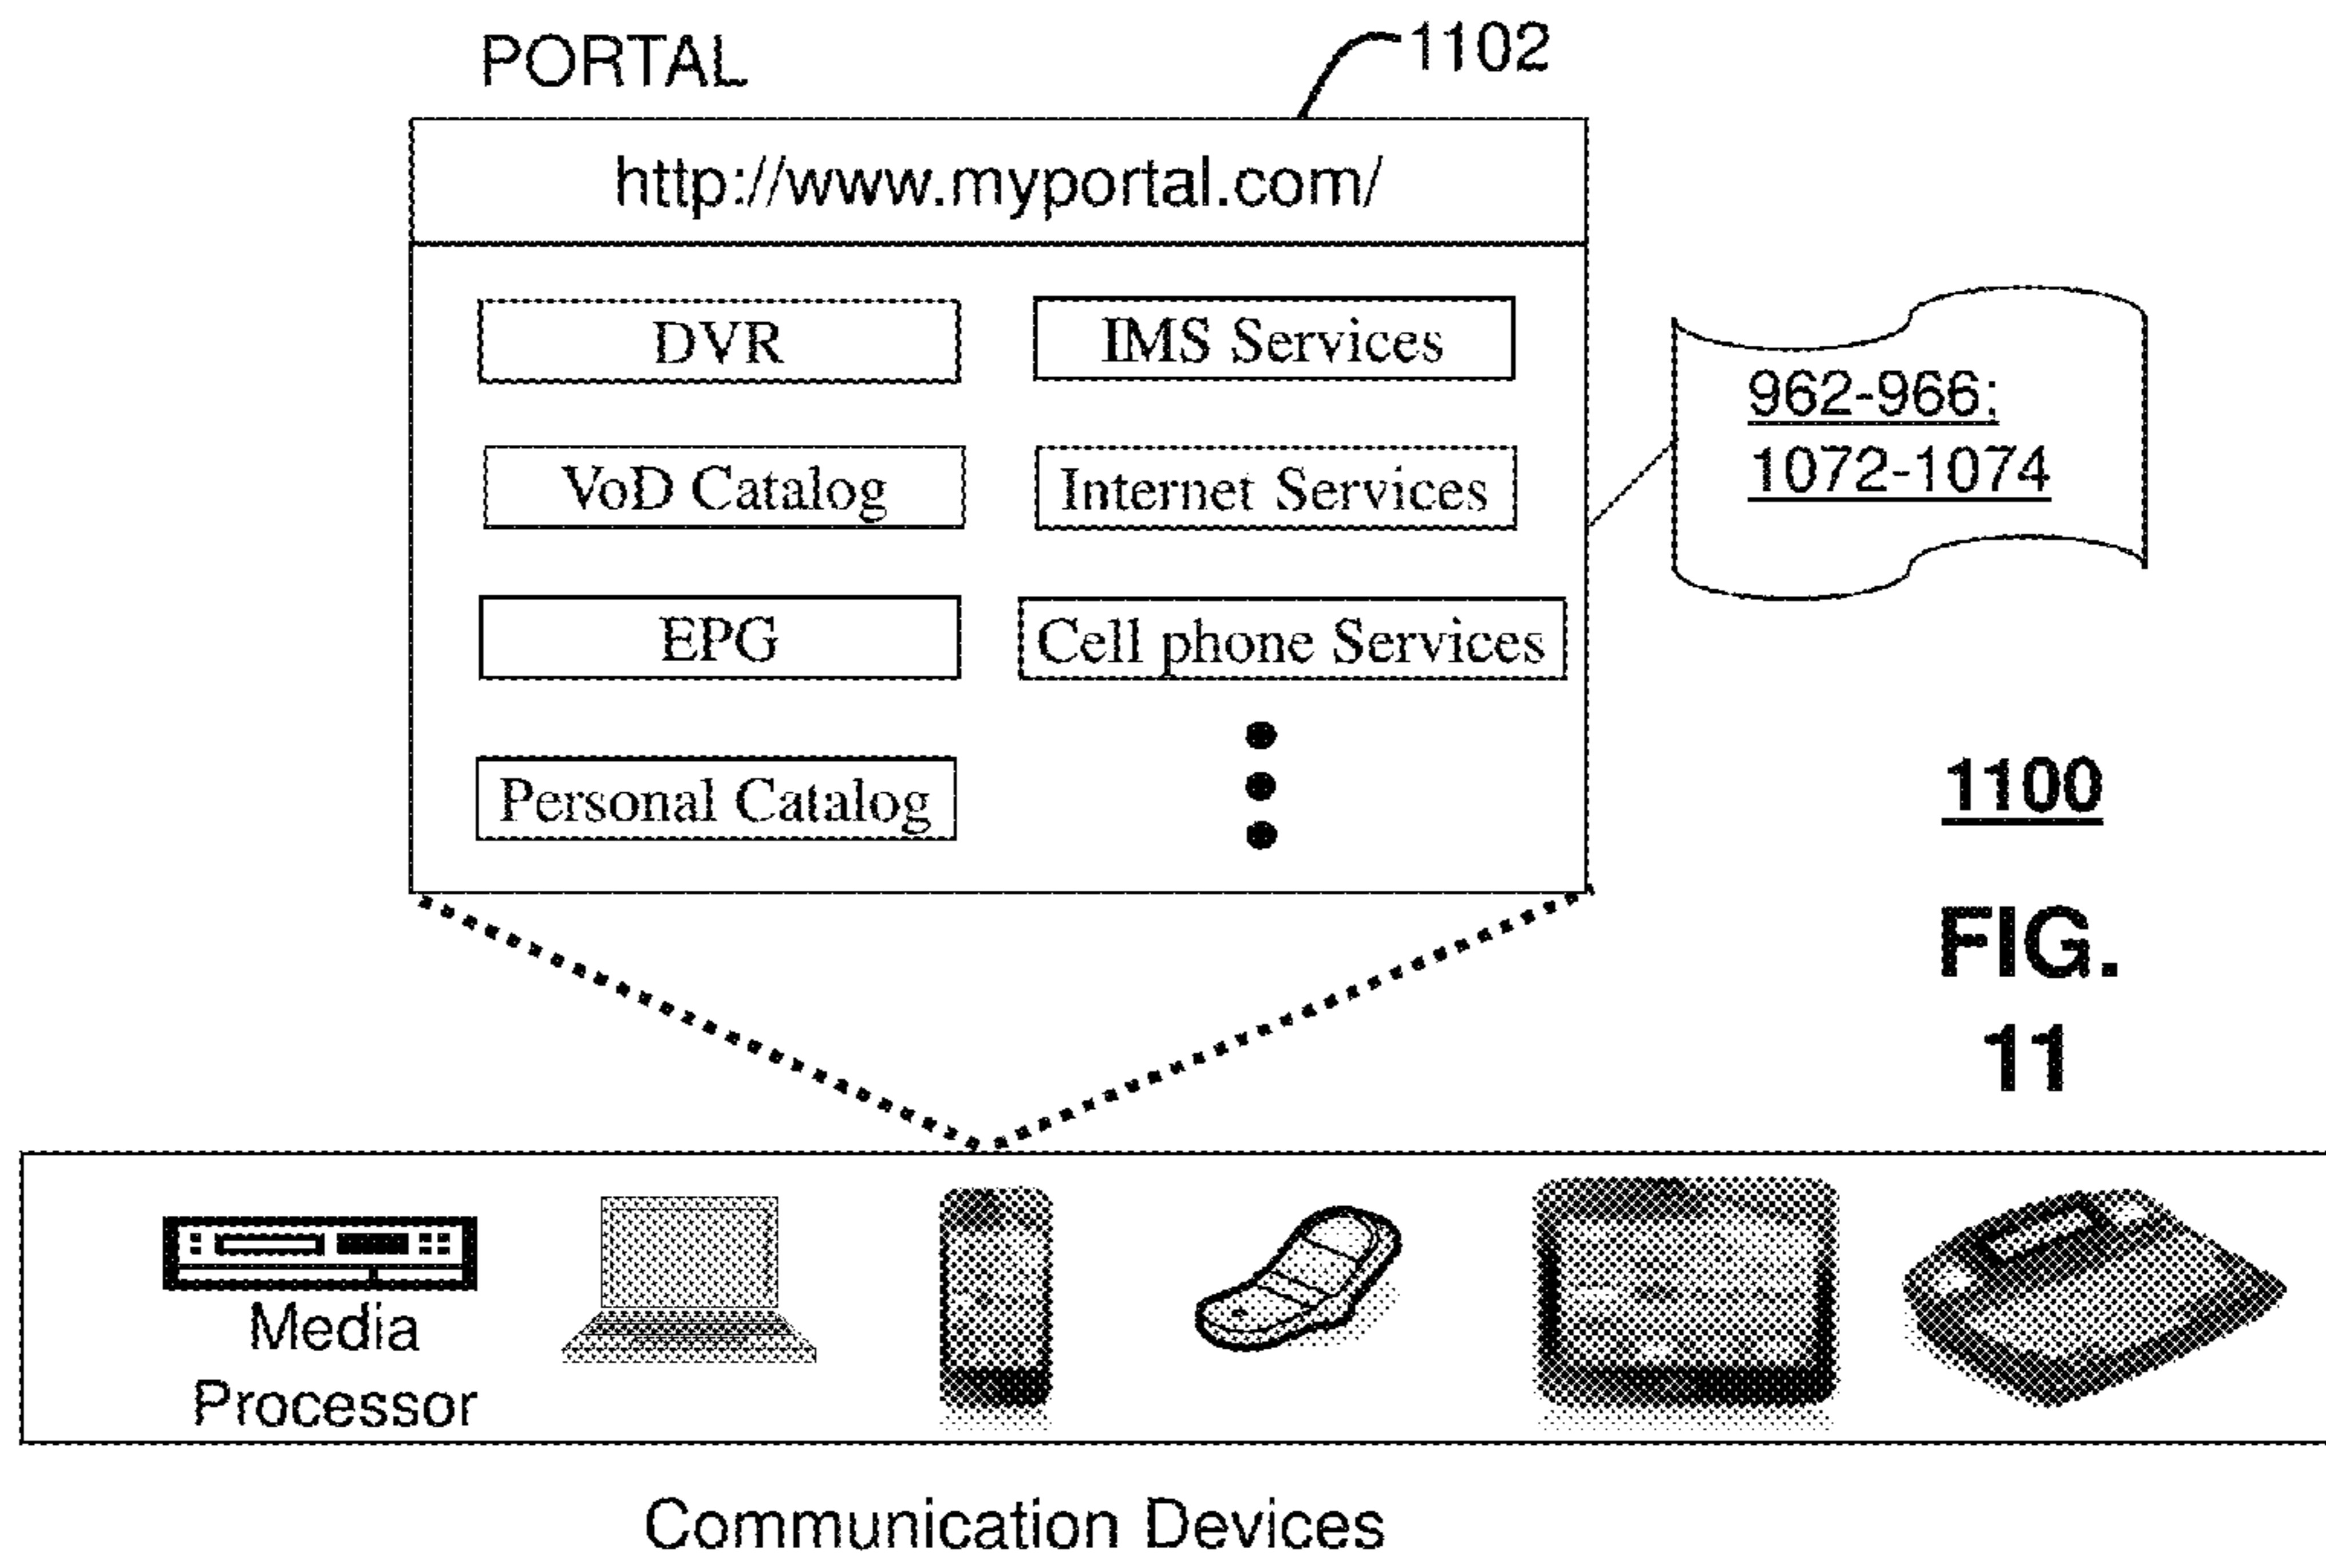 PORTAL
1102
http://www.myportal.com/
DVR
IMS Services
VoD Catalog
Internet Services
EPG
Cell phone Services
Personal Catalog
962-966;
1072-1074
1100
FIG.
11
Media
Processor
Communication Devices